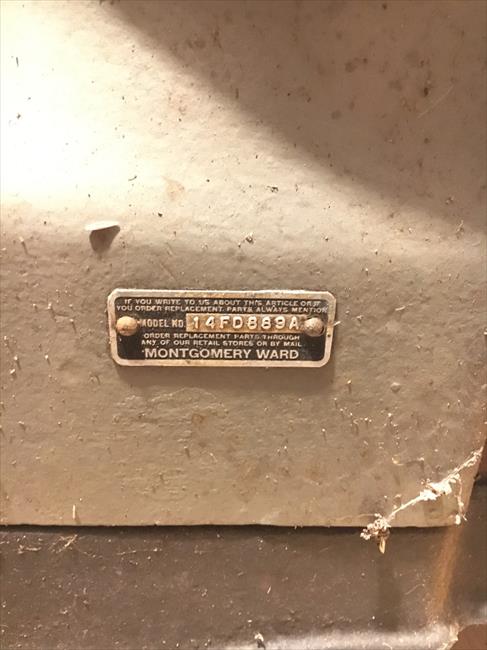 IF YOU WRITE TO US ABOUT THIS ARTICLE OR IF
YOU ORDER REPLACEMENT PARTS ALWAYS MENTION
MODEL NO. 14FD889A
ORDER REPLACEMENT PARTS THROUGH
ANY OF OUR RETAIL STORES OR BY MAIL
MONTGOMERY WARD